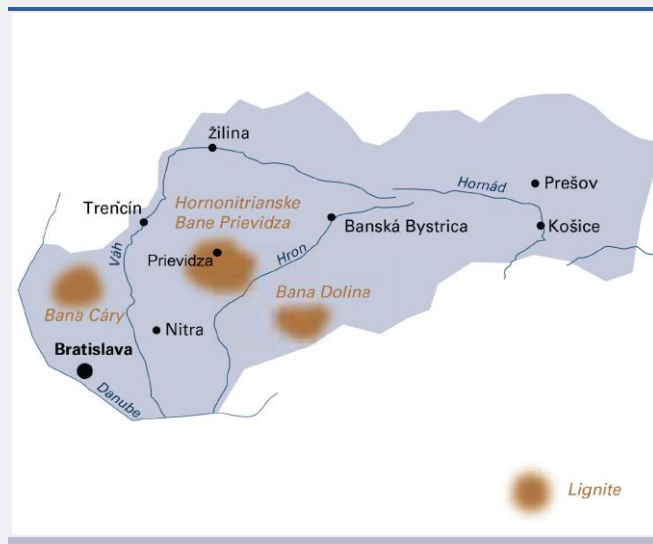 žilina
Hornád
Prešov
Trenčín
Hornonitrianske
Bane Prievidza
Banská Bystrica
Košice
Váh
Prievidza
Hron
Bana Dolina
Bana Cáry
Nitra
Bratislava
Danube
Lignite